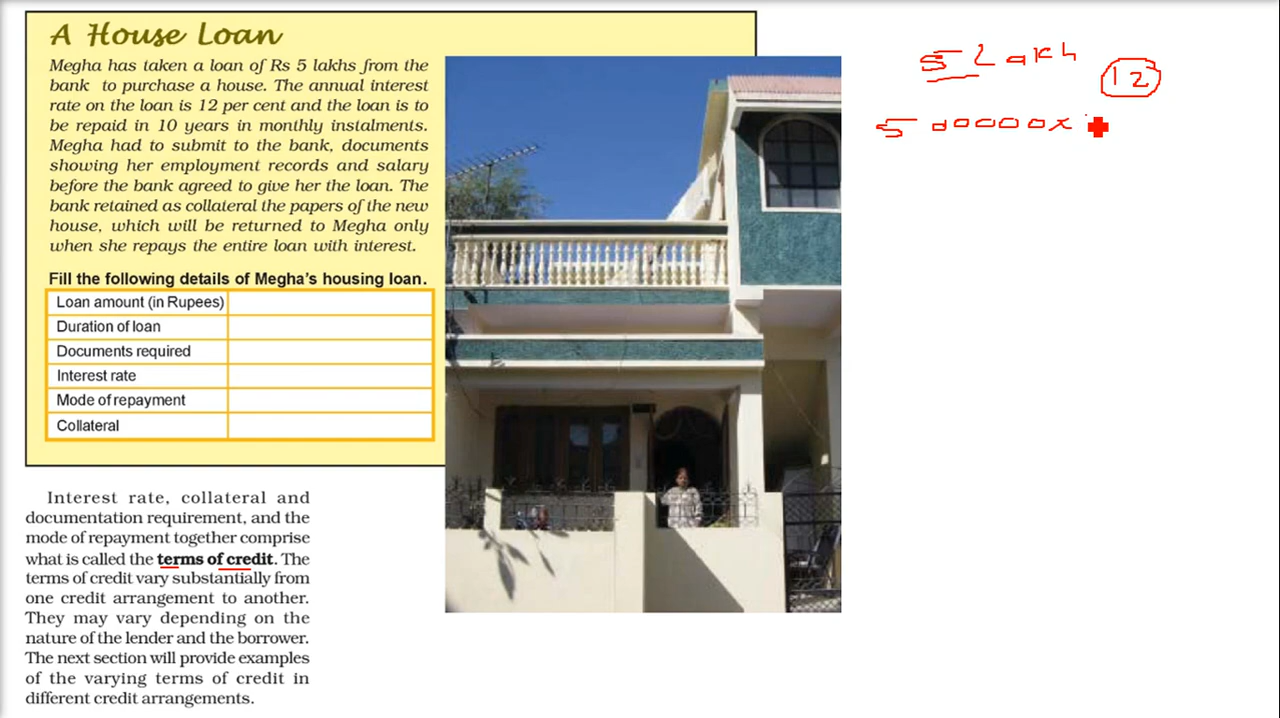 A House Loan
Megha has taken a loan of Rs 5 lakhs from the
bank to purchase a house. The annual interest
rate on the loan is 12 per cent and the loan is to
be repaid in 10 years in monthly instalments.
Megha had to submit to the bank, documents
showing her employment records and salary
before the bank agreed to give her the loan. The
bank retained as collateral the papers of the new
house, which will be returned to Megha only
when she repays the entire loan with interest.
Fill the following details of Megha's housing loan.
Loan amount (in Rupees)
Duration of loan
Documents required
Interest rate
Mode of repayment
Collateral
Interest rate, collateral and
documentation requirement, and the
mode of repayment together comprise
what is called the terms of credit. The
terms of credit vary substantially from
one credit arrangement to another.
They may vary depending on the
nature of the lender and the borrower.
The next section will provide examples
of the varying terms of credit in
different credit arrangements.
5 Lakh
12
500000x